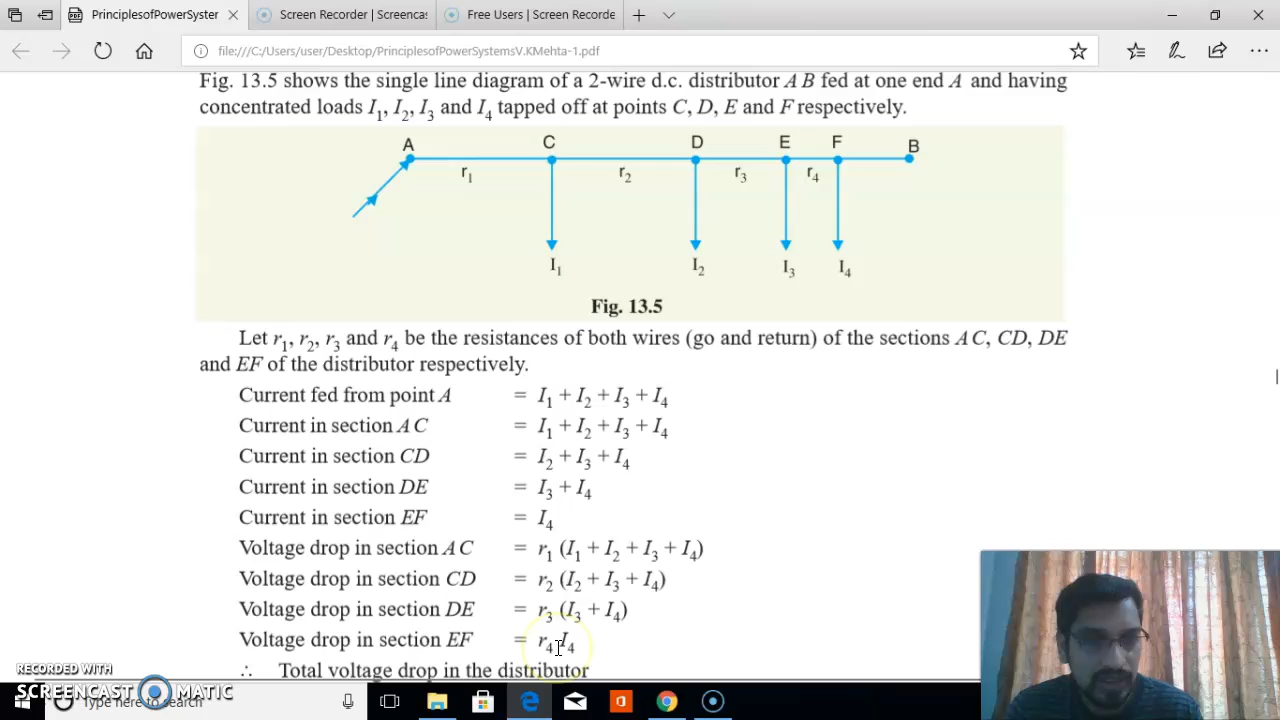 PrinciplesofPowerSyster
Screen Recorder | Screencas
Free Users | Screen Recorde
file:///C:/Users/user/Desktop/PrinciplesofPowerSystemsV.KMehta-1.pdf
Fig. 13.5 shows the single line diagram of a 2-wire d.c. distributor A B fed at one end A and having
concentrated loads I₁, I₂, I₃ and I₄ tapped off at points C, D, E and F respectively.
A C D E F B
r₁ r₂ r₃ r₄
I₁ I₂ I₃ I₄
Fig. 13.5
Let r₁, r₂, r₃ and r₄ be the resistances of both wires (go and return) of the sections A C, CD, DE
and EF of the distributor respectively.
Current fed from point A = I₁ + I₂ + I₃ + I₄
Current in section A C = I₁ + I₂ + I₃ + I₄
Current in section CD = I₂ + I₃ + I₄
Current in section DE = I₃ + I₄
Current in section EF = I₄
Voltage drop in section A C = r₁ (I₁ + I₂ + I₃ + I₄)
Voltage drop in section CD = r₂ (I₂ + I₃ + I₄)
Voltage drop in section DE = r₃ (I₃ + I₄)
Voltage drop in section EF = r₄ I₄
∴ Total voltage drop in the distributor
RECORDED WITH
SCREENCAST MATIC
Type here to search